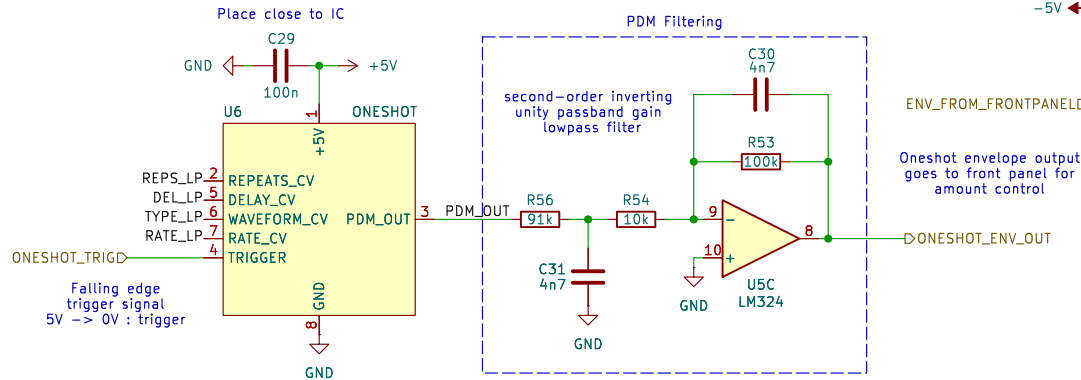 Place close to IC
C29
GND
+5V
100n
U6
ONESHOT
1
+5V
REPS_LP
2
REPEATS_CV
DEL_LP
5
DELAY_CV
TYPE_LP
6
WAVEFORM_CV
RATE_LP
7
RATE_CV
ONESHOT_TRIG
4
TRIGGER
PDM_OUT
3
PDM_OUT
GND
8
GND
Falling edge
trigger signal
5V -> 0V : trigger
PDM Filtering
second-order inverting
unity passband gain
lowpass filter
R56
91k
C31
4n7
GND
R54
10k
C30
4n7
R53
100k
9
-
10
+
8
GND
U5C
LM324
ONESHOT_ENV_OUT
-5V
ENV_FROM_FRONTPANEL
Oneshot envelope output
goes to front panel for
amount control